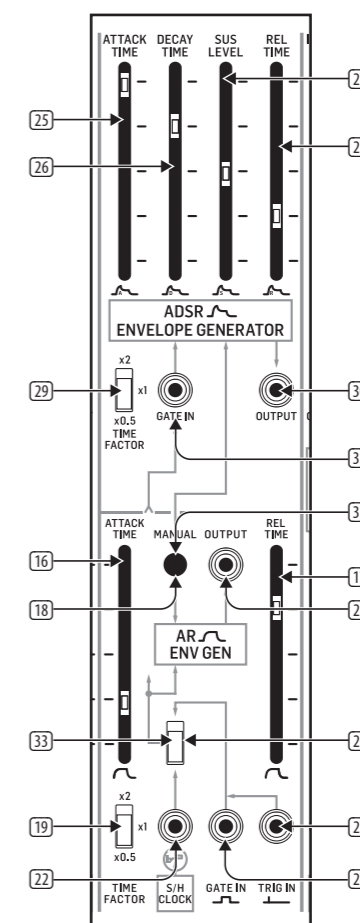 ATTACK TIME DECAY TIME SUS LEVEL REL TIME
25
26
A D S R
ADSR
ENVELOPE GENERATOR
x2
29 x1
x0.5
TIME FACTOR
GATE IN OUTPUT
ATTACK TIME MANUAL OUTPUT REL TIME
16
18
AR
ENV GEN
33
x2
19 x1
x0.5
22
TIME FACTOR S/H CLOCK GATE IN TRIG IN